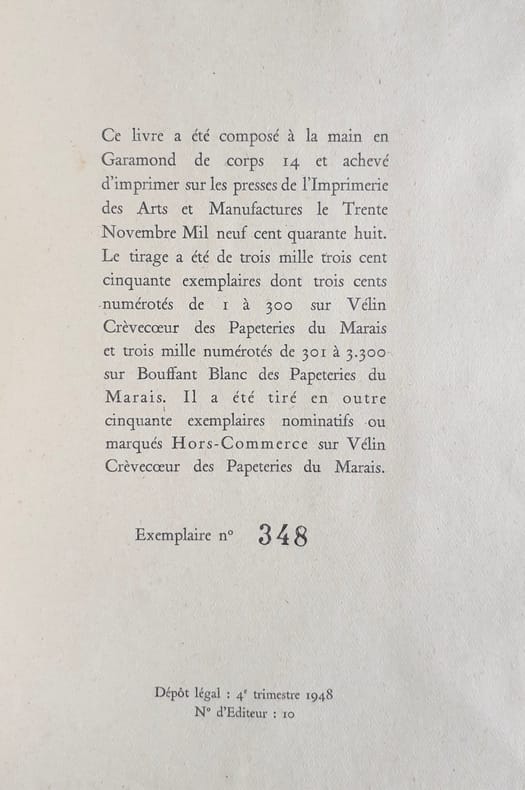 Ce livre a été composé à la main en
Garamond de corps 14 et achevé
d'imprimer sur les presses de l'Imprimerie
des Arts et Manufactures le Trente
Novembre Mil neuf cent quarante huit.
Le tirage a été de trois mille trois cent
cinquante exemplaires dont trois cents
numérotés de 1 à 300 sur Vélin
Crèvecœur des Papeteries du Marais
et trois mille numérotés de 301 à 3.300
sur Bouffant Blanc des Papeteries du
Marais. Il a été tiré en outre
cinquante exemplaires nominatifs ou
marqués Hors-Commerce sur Vélin
Crèvecœur des Papeteries du Marais.
Exemplaire nº 348
Dépôt légal : 4e trimestre 1948
Nº d'Editeur : 10